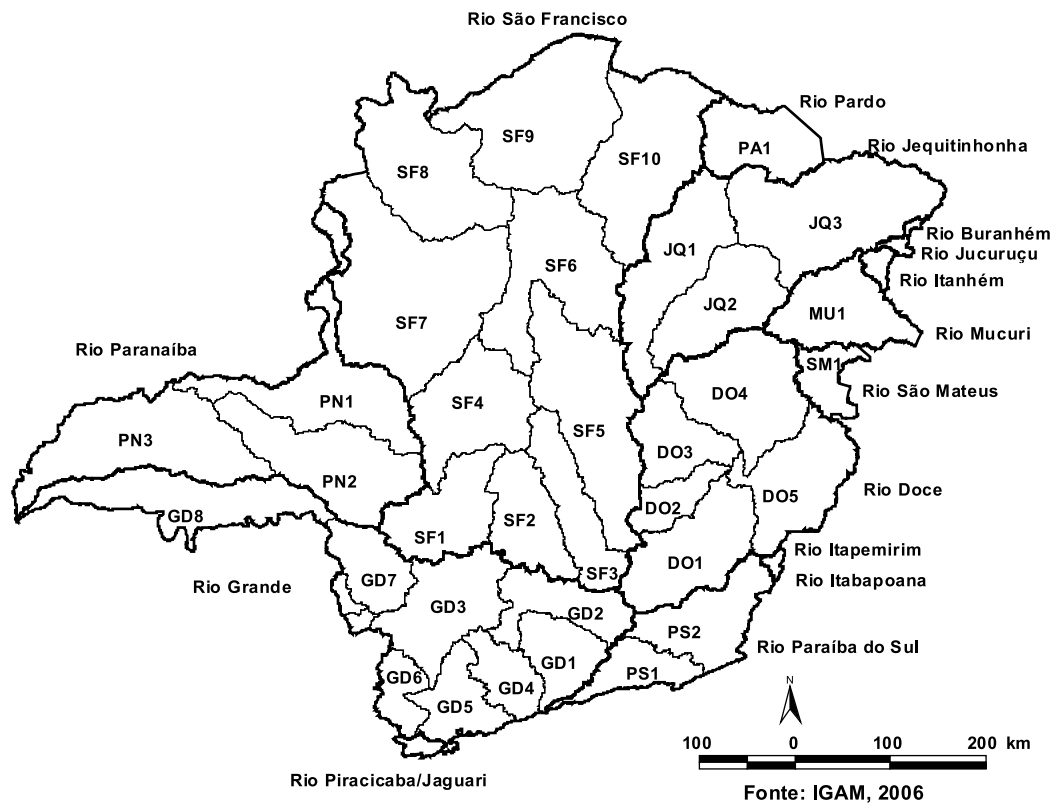 Rio São Francisco
Rio Pardo
SF9
PA1
Rio Jequitinhonha
SF10
SF8
JQ3
Rio Buranhém
JQ1
Rio Jucuruçu
SF6
Rio Itanhém
JQ2
MU1
SF7
Rio Mucuri
Rio Paranaíba
SM1
Rio São Mateus
DO4
PN1
SF4
SF5
PN3
DO3
PN2
Rio Doce
DO5
DO2
GD8
SF2
SF1
Rio Itapemirim
DO1
SF3
Rio Itabapoana
GD7
Rio Grande
GD3
GD2
PS2
Rio Paraíba do Sul
GD1
PS1
GD6
GD4
N
GD5
100 0 100 200 km
Rio Piracicaba/Jaguari
Fonte: IGAM, 2006